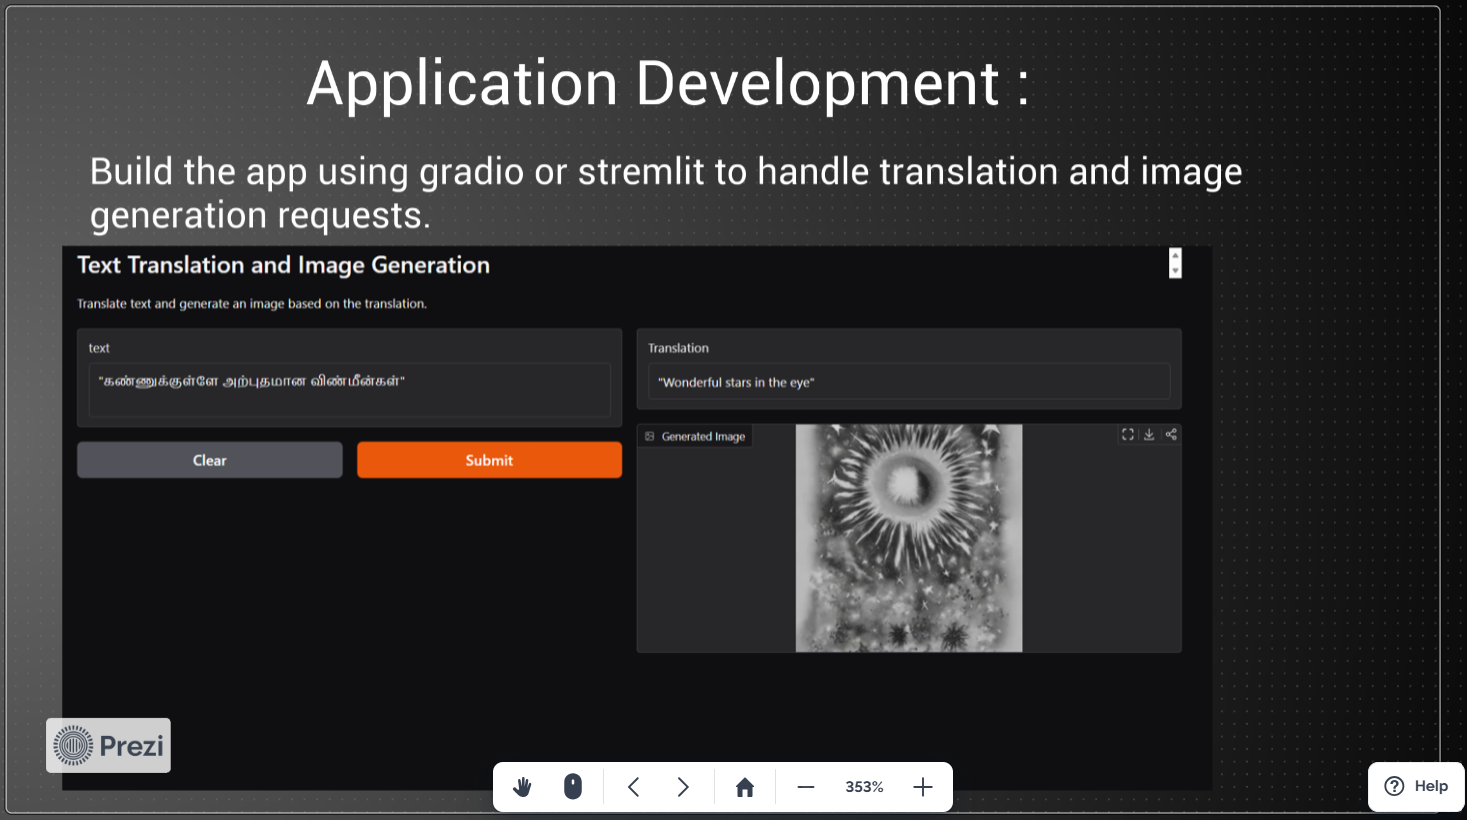 Application Development :
Build the app using gradio or stremlit to handle translation and image
generation requests.
Text Translation and Image Generation
Translate text and generate an image based on the translation.
text
"கண்ணுக்குள்ளே அற்புதமான விண்மீன்கள்"
Clear
Submit
Translation
"Wonderful stars in the eye"
Generated Image
Prezi
353%
Help